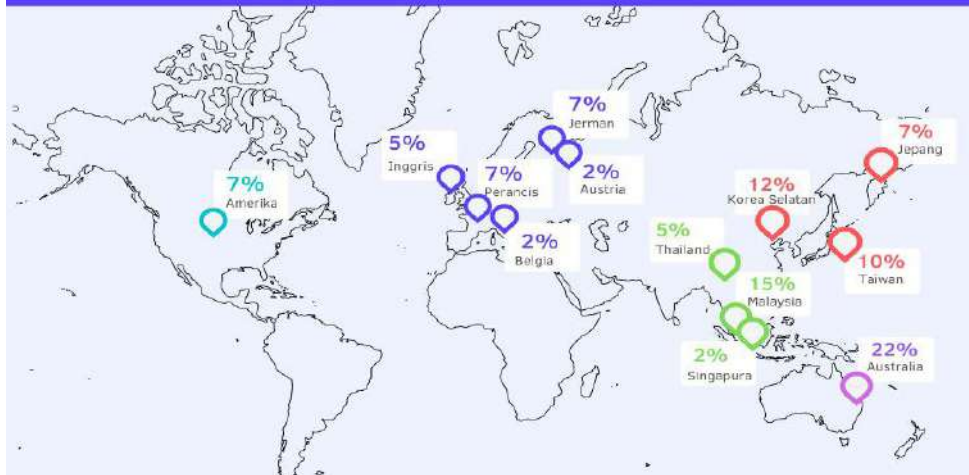 7%
Amerika
5%
Inggris
7%
Perancis
2%
Belgia
7%
Jerman
2%
Austria
7%
Jepang
12%
Korea Selatan
10%
Taiwan
5%
Thailand
15%
Malaysia
2%
Singapura
22%
Australia